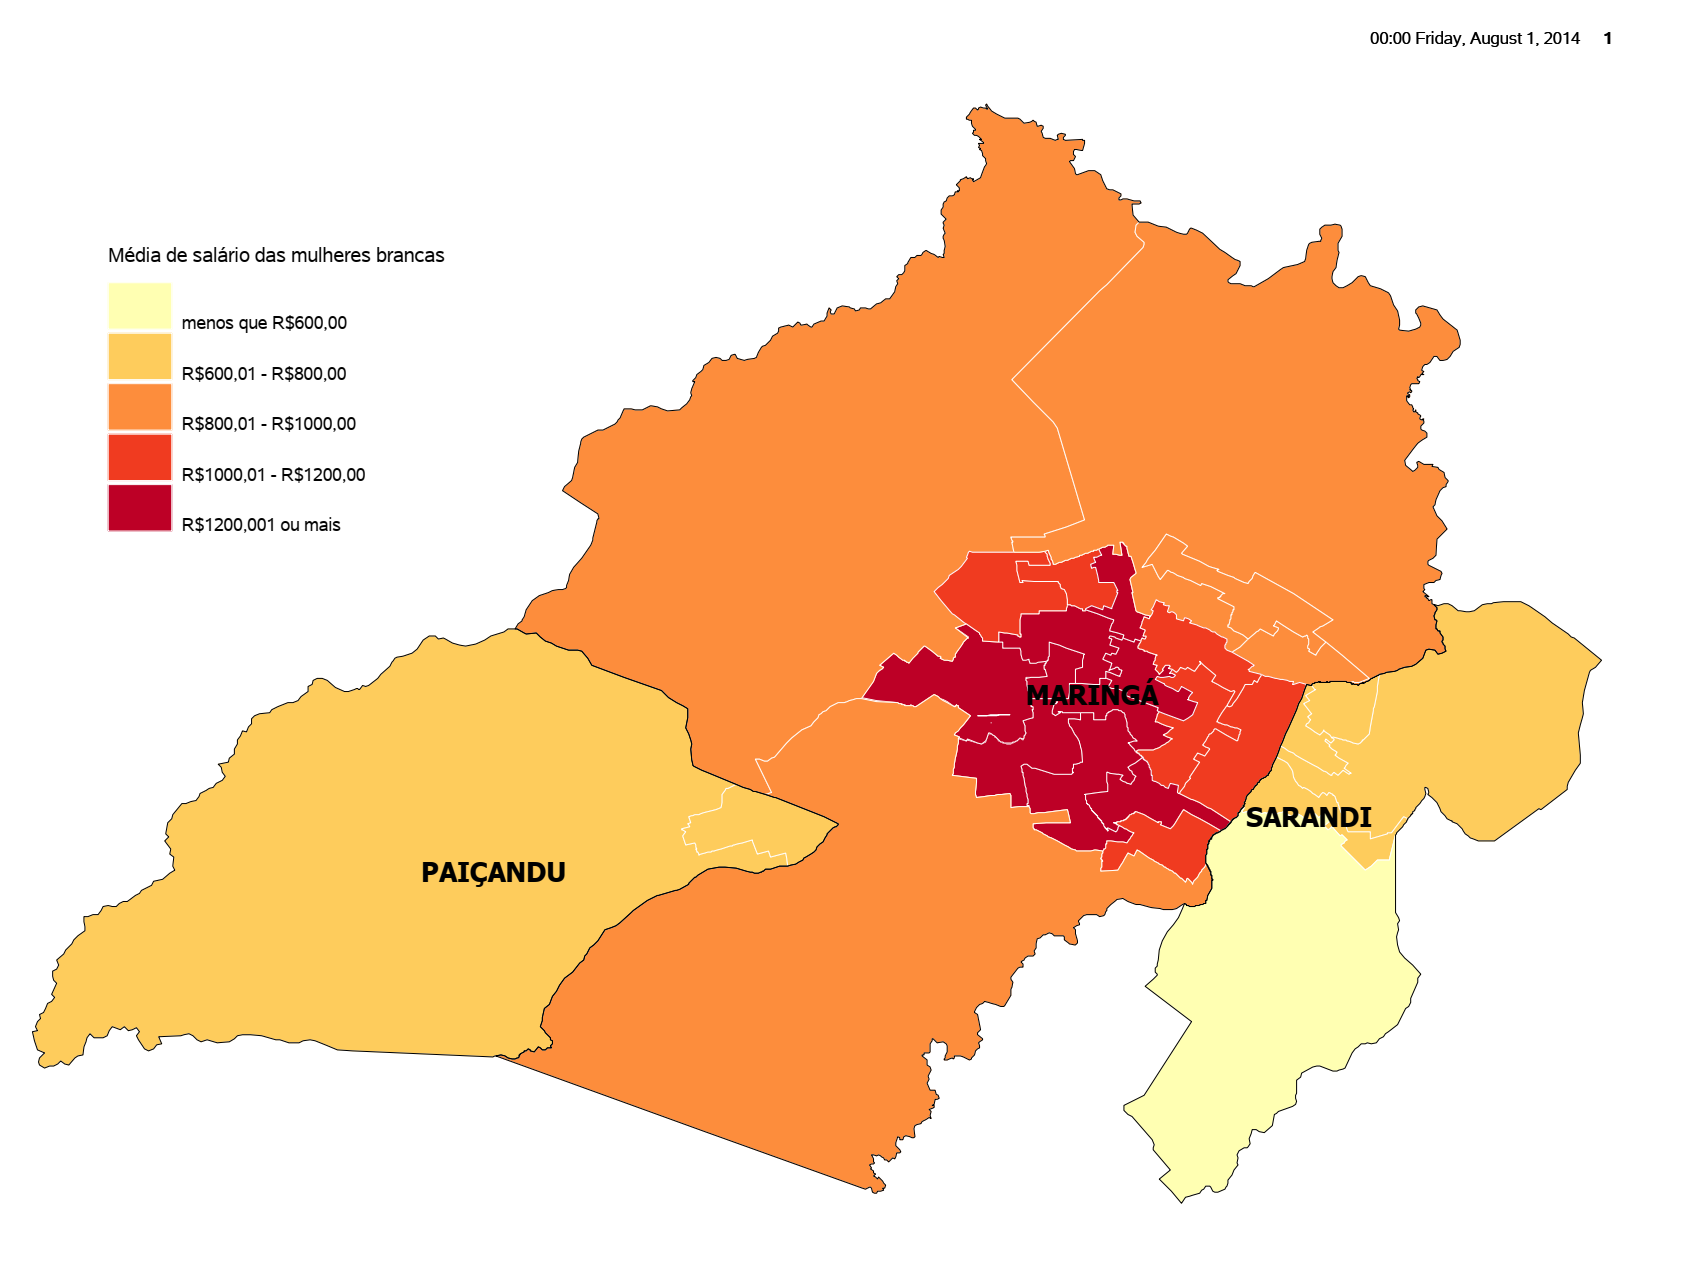 00:00 Friday, August 1, 2014 1
Média de salário das mulheres brancas
menos que R$600,00
R$600,01 - R$800,00
R$800,01 - R$1000,00
R$1000,01 - R$1200,00
R$1200,001 ou mais
MARINGÁ
SARANDI
PAIÇANDU